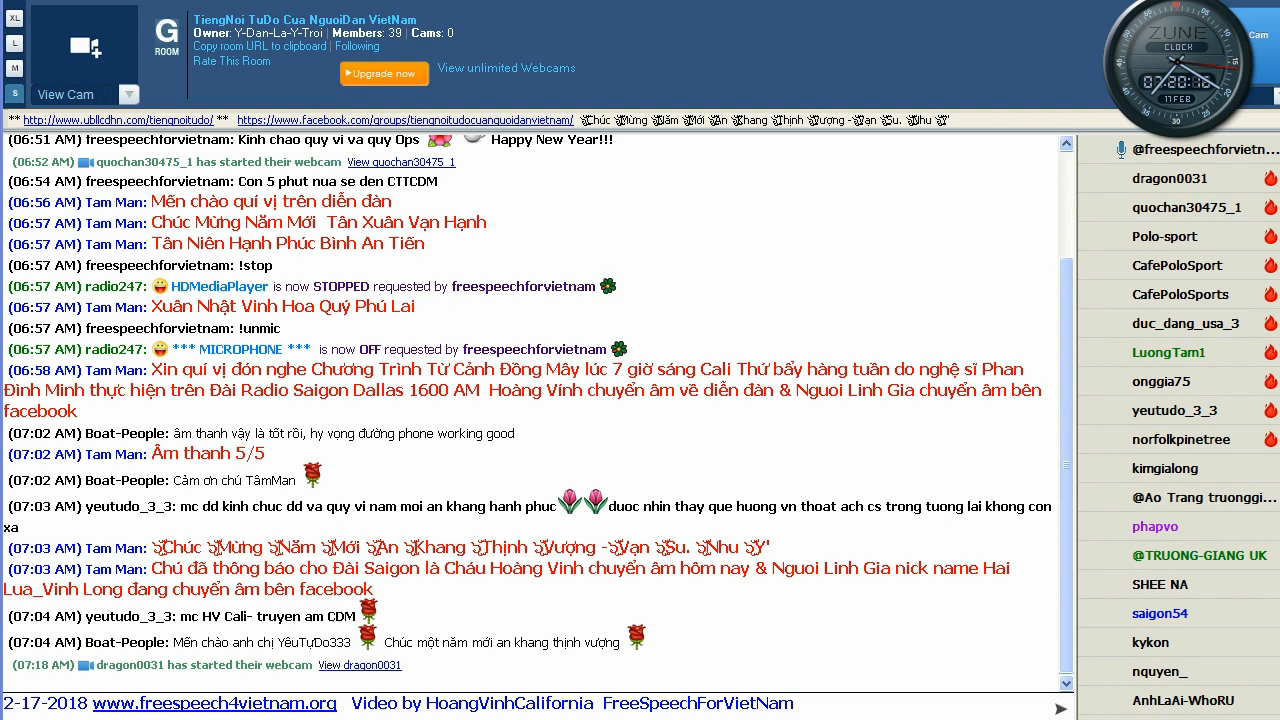 XL
L
M
S
View Cam
G
ROOM
TiengNoi TuDo Cua NguoiDan VietNam
Owner: Y-Dan-La-Y-Troi | Members: 39 | Cams: 0
Copy room URL to clipboard | Following
Rate This Room
Upgrade now
View unlimited Webcams
ZUNE
CLOCK
11 FEB
Cam
** http://www.ubllcdhn.com/tiengnoitudo/ ** https://www.facebook.com/groups/tiengnoitudocuanguoidanvietnam/ Chúc Mừng Năm Mới An Khang Thịnh Vượng - Vạn Sự. Như Ý"
(06:51 AM) freespeechforvietnam: Kinh chao quy vi va quy Ops Happy New Year!!!
(06:52 AM) quochan30475_1 has started their webcam View quochan30475_1
(06:54 AM) freespeechforvietnam: Con 5 phut nua se den CTTCDM
(06:56 AM) Tam Man: Mến chào quí vị trên diễn đàn
(06:57 AM) Tam Man: Chúc Mừng Năm Mới Tân Xuân Vạn Hạnh
(06:57 AM) Tam Man: Tân Niên Hạnh Phúc Bình An Tiến
(06:57 AM) freespeechforvietnam: !stop
(06:57 AM) radio247: HDMediaPlayer is now STOPPED requested by freespeechforvietnam
(06:57 AM) Tam Man: Xuân Nhật Vinh Hoa Quý Phú Lai
(06:57 AM) freespeechforvietnam: !unmic
(06:57 AM) radio247: *** MICROPHONE *** is now OFF requested by freespeechforvietnam
(06:58 AM) Tam Man: Xin quí vị đón nghe Chương Trình Từ Cảnh Đồng Mây lúc 7 giờ sáng Cali Thứ bẩy hàng tuần do nghệ sĩ Phan
Đình Minh thực hiện trên Đài Radio Saigon Dallas 1600 AM Hoàng Vính chuyển âm về diễn đàn & Nguoi Linh Gia chuyển âm bên
facebook
(07:02 AM) Boat-People: âm thanh vậy là tốt rồi, hy vọng đường phone working good
(07:02 AM) Tam Man: Âm thanh 5/5
(07:02 AM) Boat-People: Cảm ơn chú TâmMan
(07:03 AM) yeutudo_3_3: mc dd kinh chuc dd va quy vi nam moi an khang hanh phuc duoc nhin thay que huong vn thoat ach cs trong tuong lai khong con
xa
(07:03 AM) Tam Man: Chúc Mừng Năm Mới An Khang Thịnh Vượng - Vạn Sự. Như Ý"
(07:03 AM) Tam Man: Chú đã thông báo cho Đài Saigon là Cháu Hoàng Vinh chuyển âm hôm nay & Nguoi Linh Gia nick name Hai
Lua_Vinh Long đang chuyển âm bên facebook
(07:04 AM) yeutudo_3_3: mc HV Cali- truyen am CDM
(07:04 AM) Boat-People: Mến chào anh chị YêuTựDo333 Chúc một năm mới an khang thịnh vượng
(07:18 AM) dragon0031 has started their webcam View dragon0031
2-17-2018 www.freespeech4vietnam.org Video by HoangVinhCalifornia FreeSpeechForVietNam
@freespeechforvietn...
dragon0031
quochan30475_1
Polo-sport
CafePoloSport
CafePoloSports
duc_dang_usa_3
LuongTam1
onggia75
yeutudo_3_3
norfolkpinetree
kimgialong
@Ao Trang truonggi...
phapvo
@TRUONG-GIANG UK
SHEE NA
saigon54
kykon
nquyen_
AnhLaAi-WhoRU